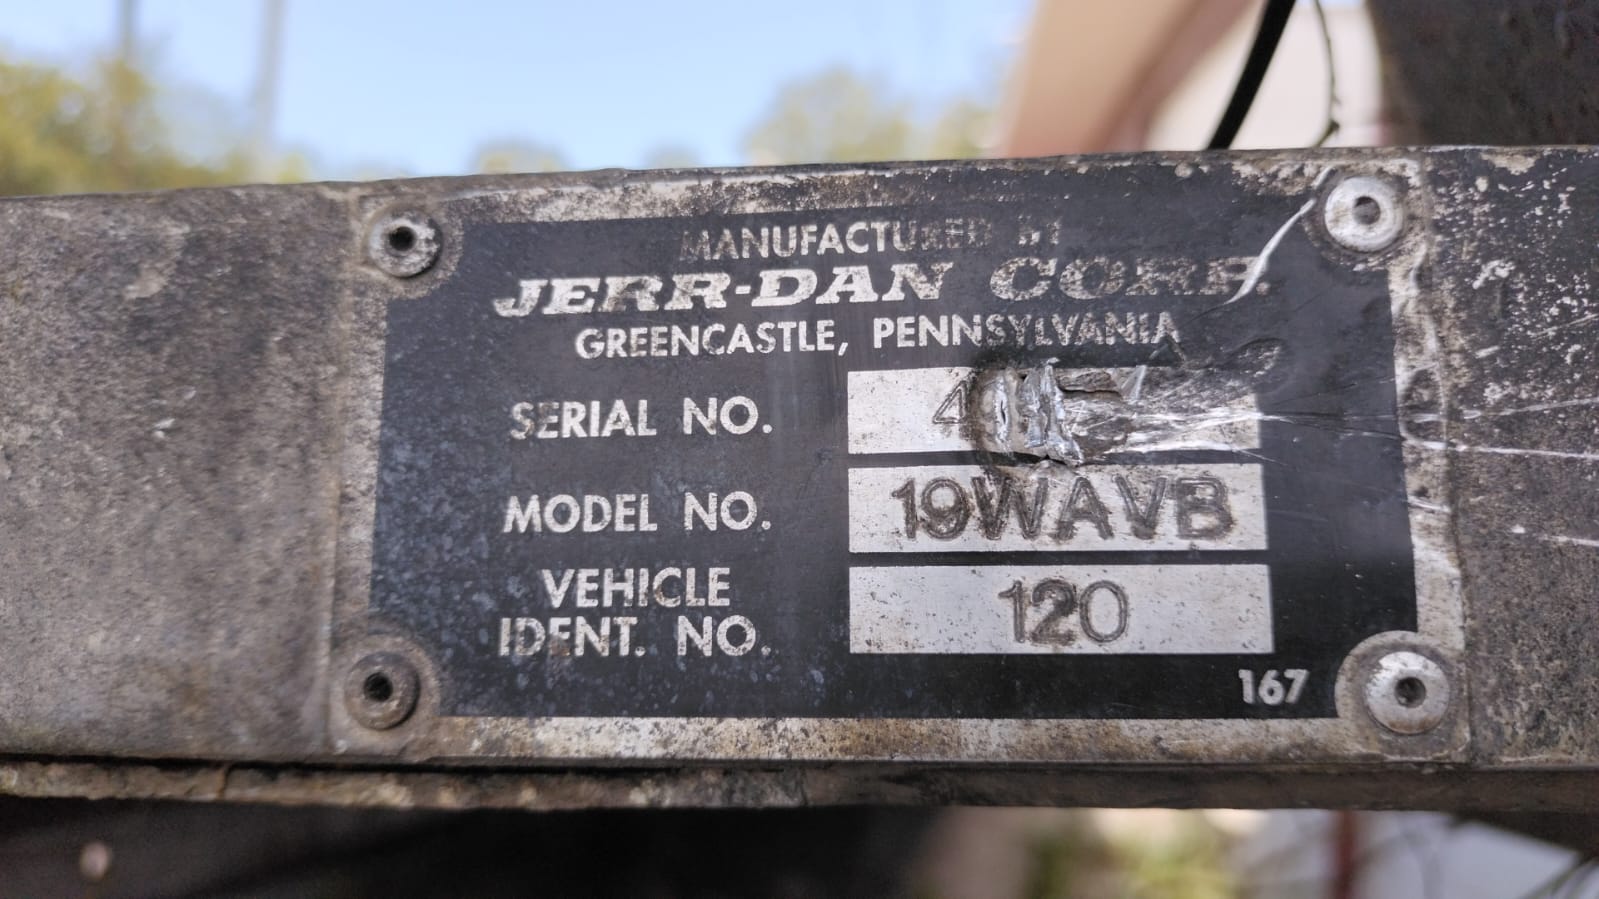 MANUFACTURED BY
JERR-DAN CORP.
GREENCASTLE, PENNSYLVANIA
SERIAL NO.
MODEL NO. 19WAVB
VEHICLE
IDENT. NO. 120
167